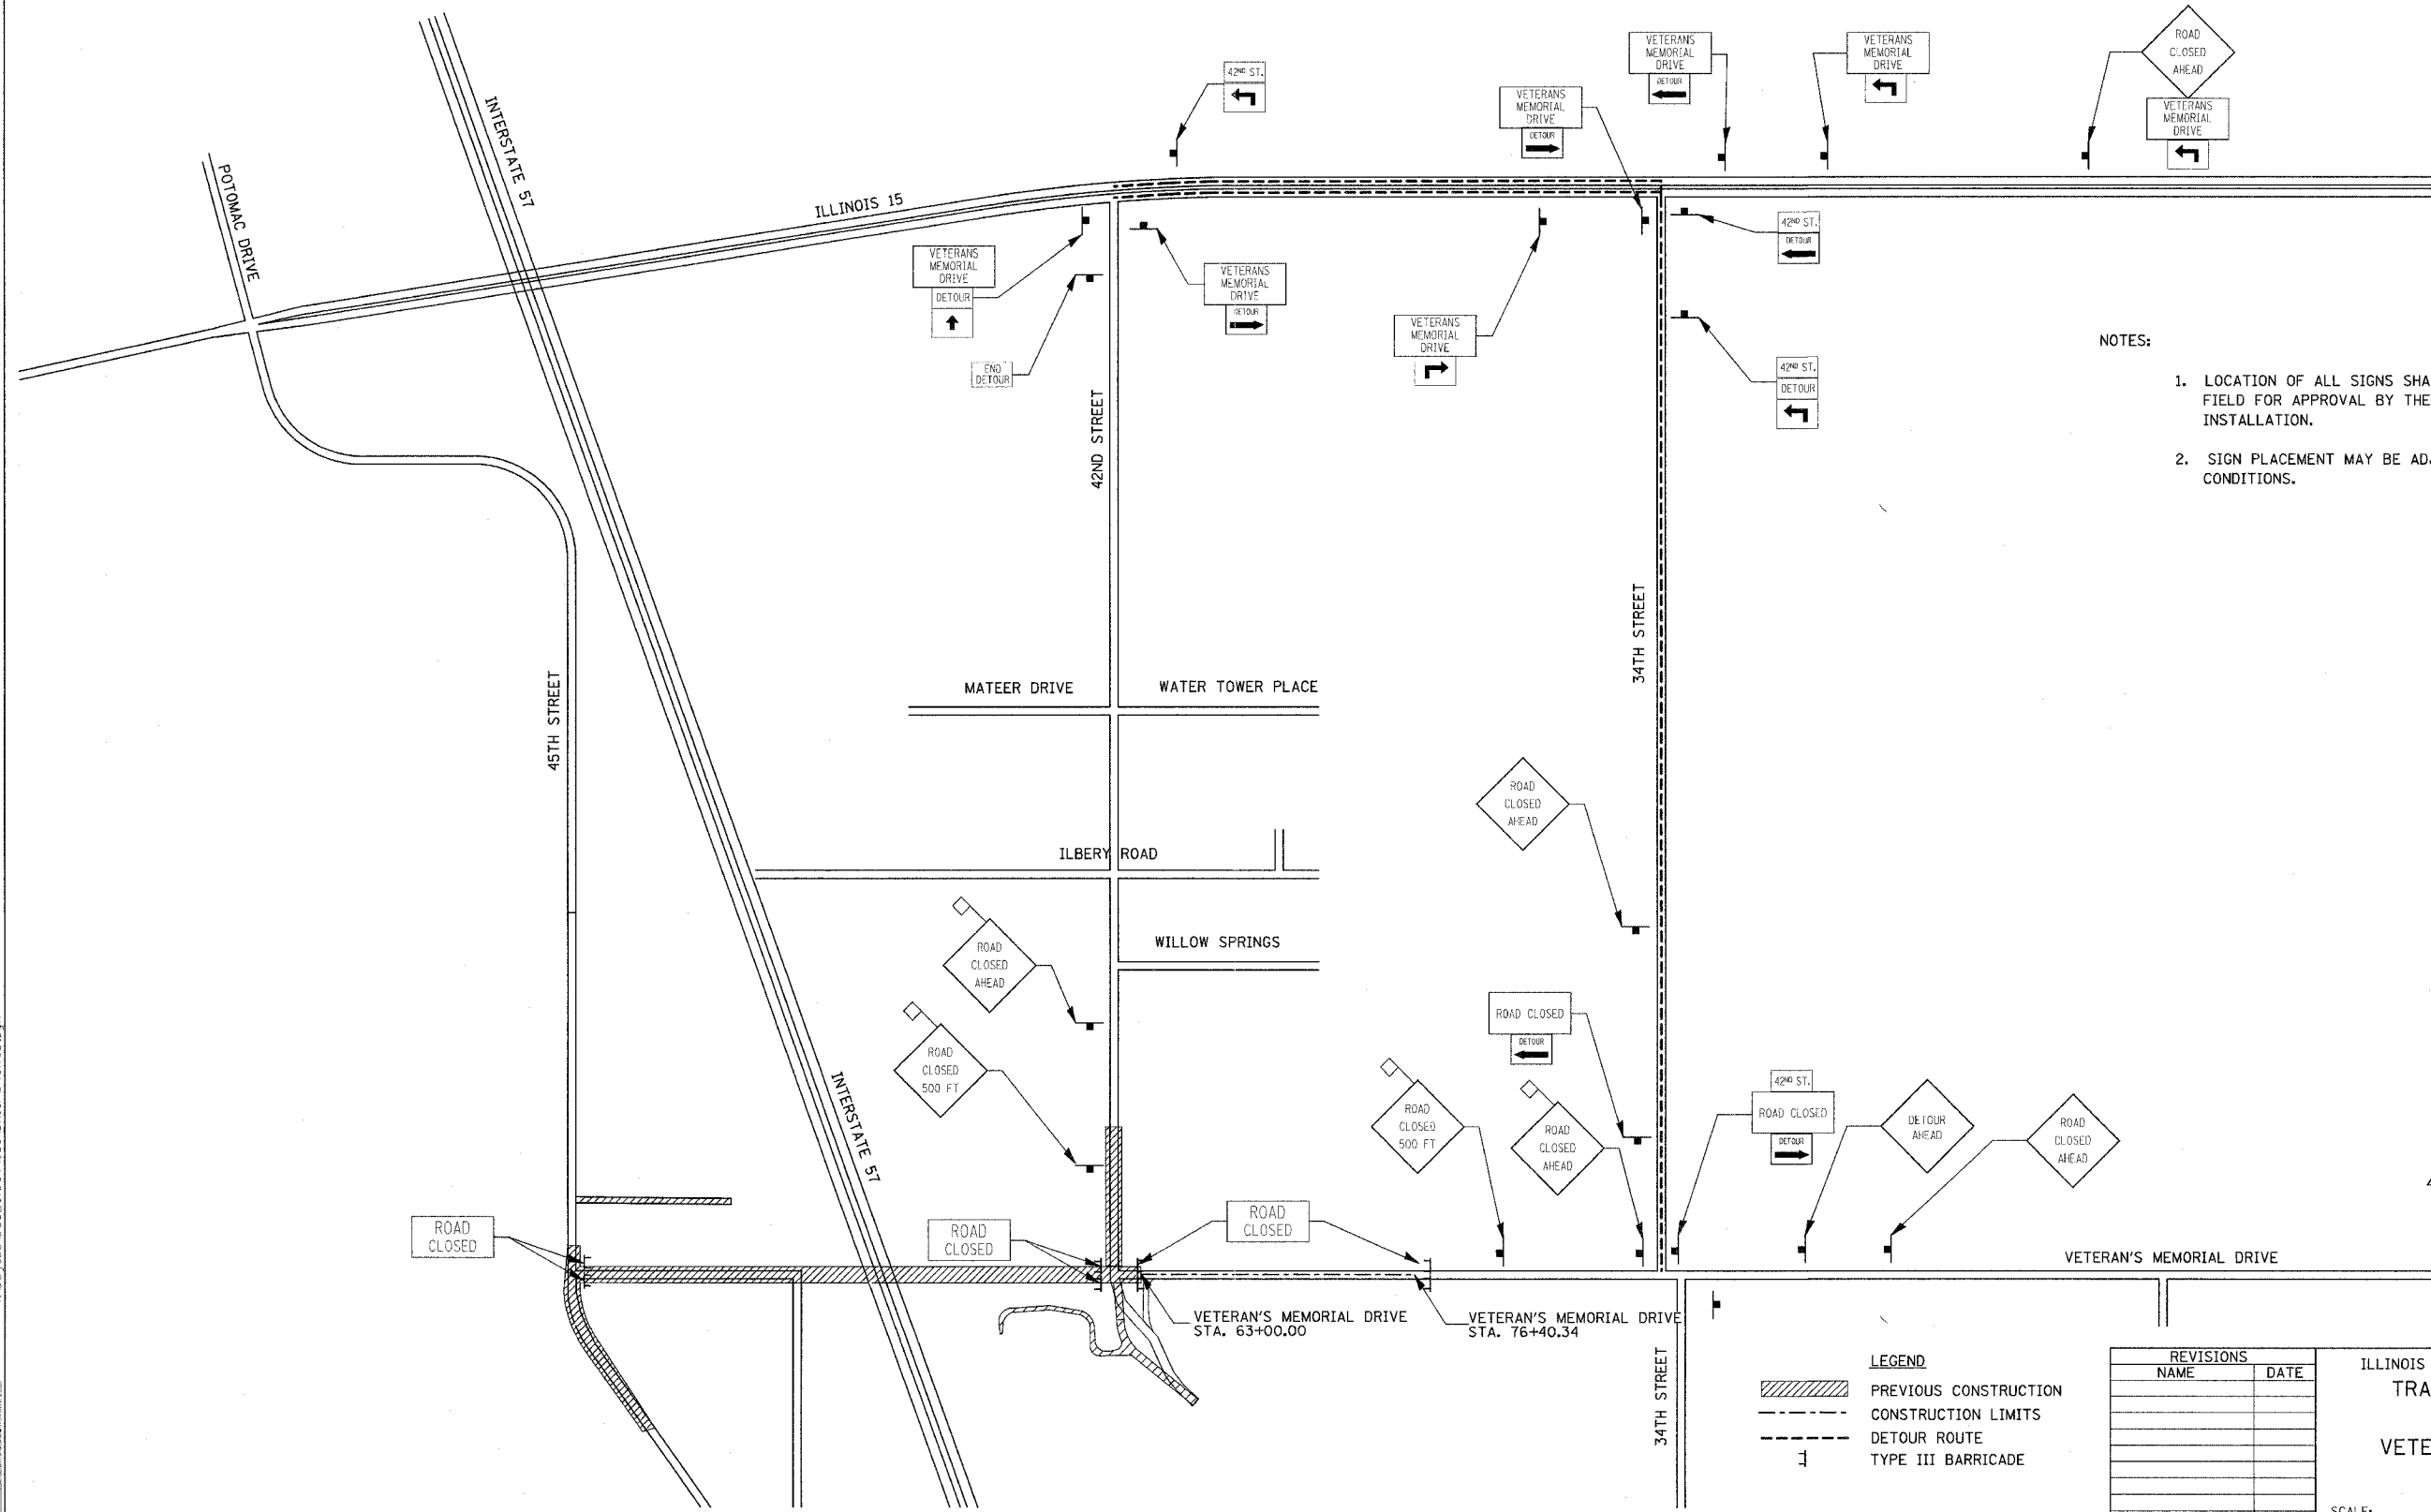 ROAD
CLOSED
AHEAD
VETERANS
MEMORIAL
DRIVE
VETERANS
MEMORIAL
DRIVE
DETOUR
VETERANS
MEMORIAL
DRIVE
42ND ST.
VETERANS
MEMORIAL
DRIVE
DETOUR
INTERSTATE 57
POTOMAC DRIVE
ILLINOIS 15
VETERANS
MEMORIAL
DRIVE
DETOUR
VETERANS
MEMORIAL
DRIVE
DETOUR
END
DETOUR
VETERANS
MEMORIAL
DRIVE
42ND ST.
DETOUR
42ND ST.
DETOUR
NOTES:
1. LOCATION OF ALL SIGNS SHA
FIELD FOR APPROVAL BY THE
INSTALLATION.
2. SIGN PLACEMENT MAY BE AD
CONDITIONS.
42ND STREET
34TH STREET
45TH STREET
MATEER DRIVE
WATER TOWER PLACE
ILBERY ROAD
WILLOW SPRINGS
ROAD
CLOSED
AHEAD
ROAD
CLOSED
AHEAD
ROAD
CLOSED
500 FT
INTERSTATE 57
ROAD CLOSED
DETOUR
ROAD
CLOSED
500 FT
ROAD
CLOSED
AHEAD
42ND ST.
ROAD CLOSED
DETOUR
DETOUR
AHEAD
ROAD
CLOSED
AHEAD
ROAD
CLOSED
ROAD
CLOSED
ROAD
CLOSED
VETERAN'S MEMORIAL DRIVE
VETERAN'S MEMORIAL DRIVE
STA. 63+00.00
VETERAN'S MEMORIAL DRIVE
STA. 76+40.34
34TH STREET
LEGEND
PREVIOUS CONSTRUCTION
CONSTRUCTION LIMITS
DETOUR ROUTE
TYPE III BARRICADE
REVISIONS
NAME DATE
ILLINOIS
TRA
VETE
SCALE: